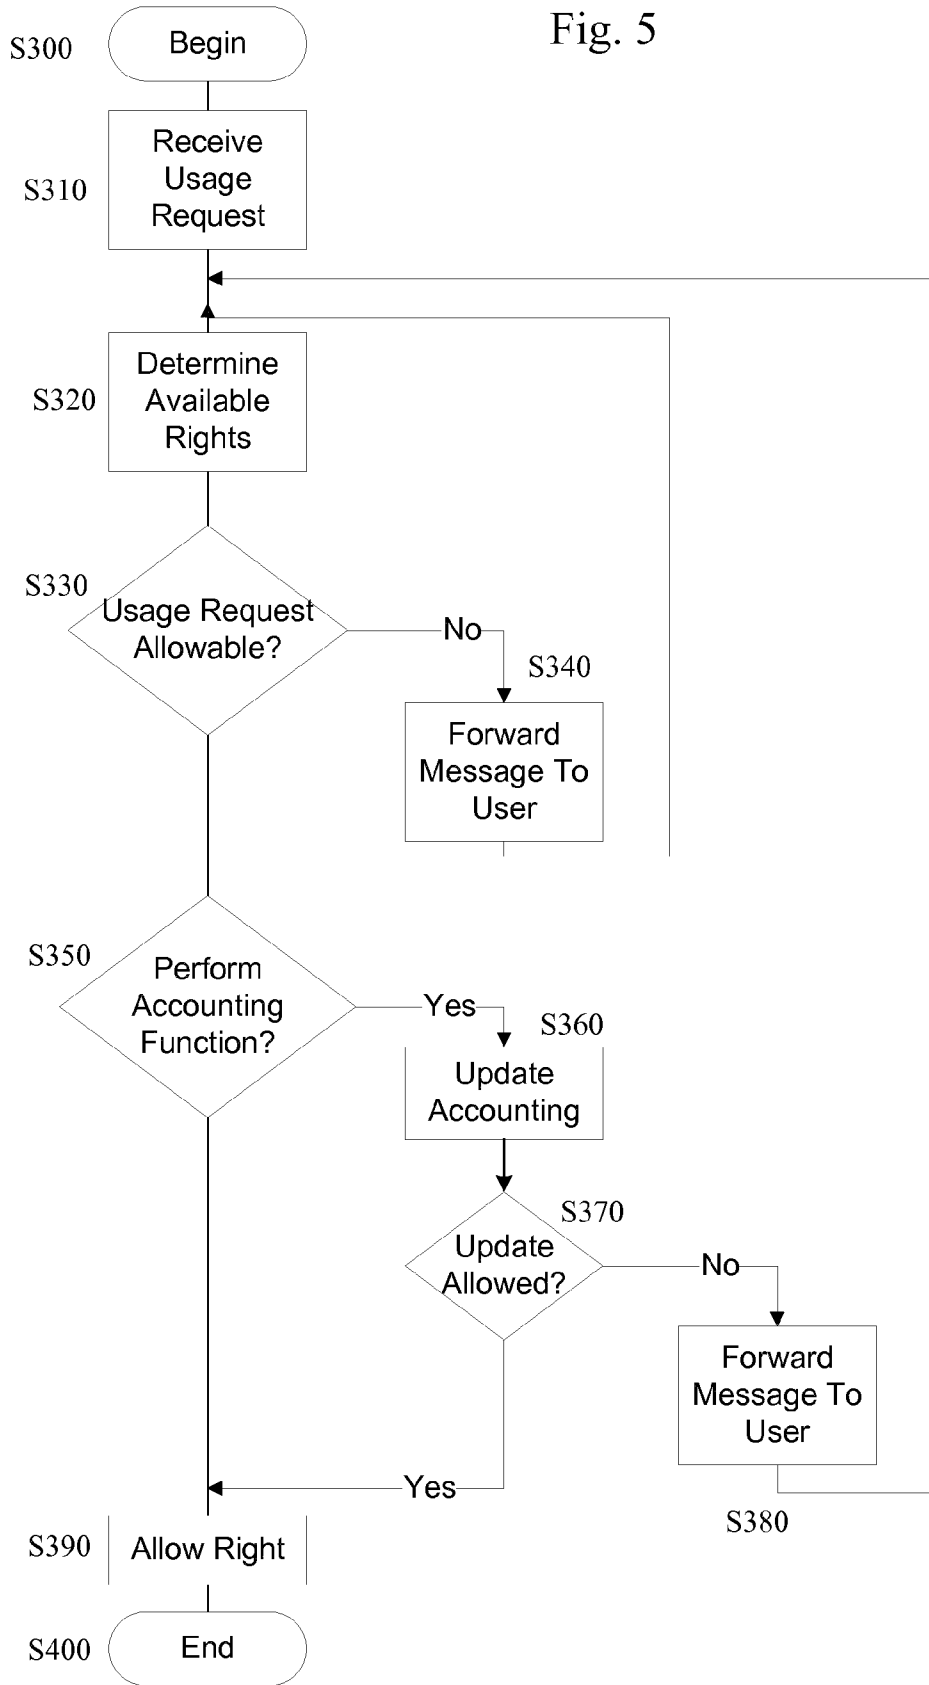 Fig. 5
S300
Begin
S310
Receive
Usage
Request
S320
Determine
Available
Rights
S330
Usage Request
Allowable?
No
S340
Forward
Message To
User
S350
Perform
Accounting
Function?
Yes
S360
Update
Accounting
S370
Update
Allowed?
No
Forward
Message To
User
S380
Yes
S390
Allow Right
S400
End